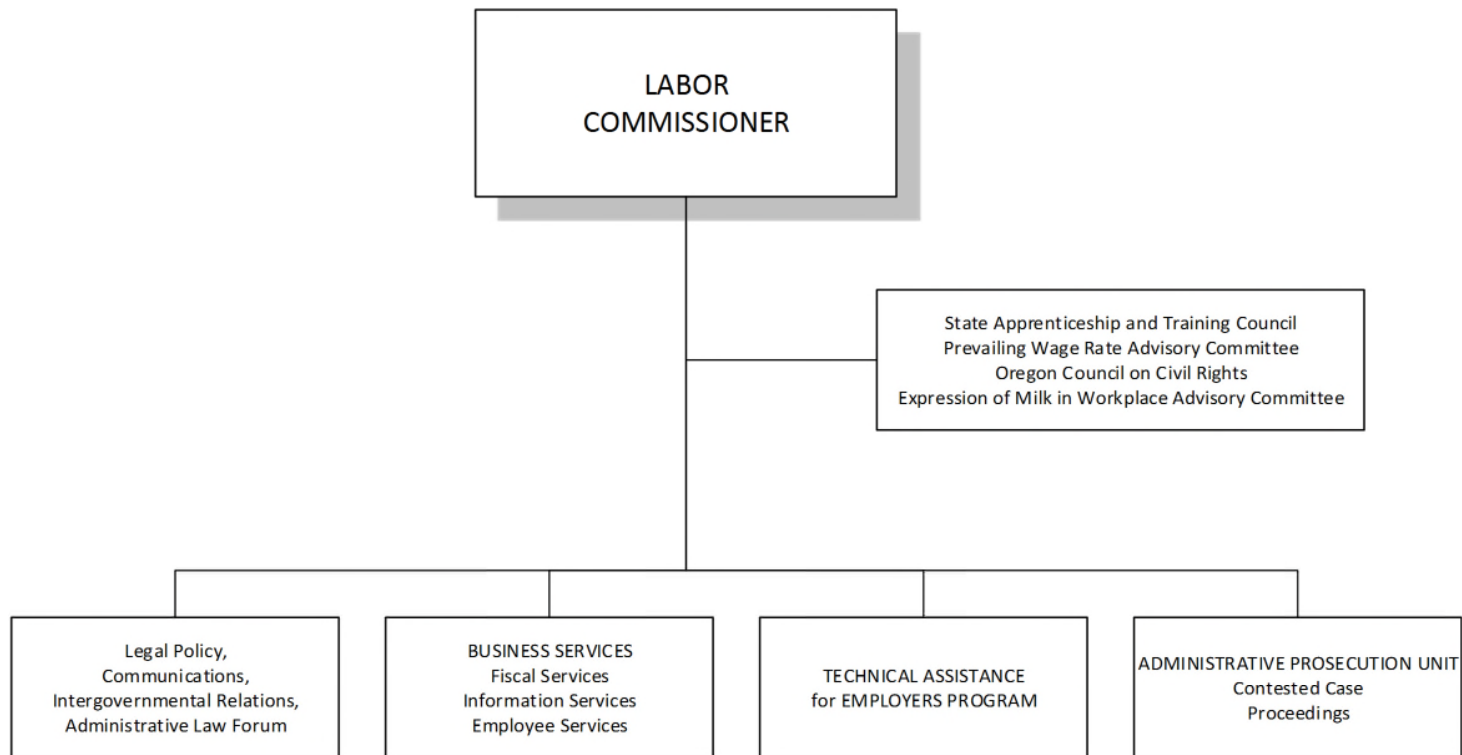 LABOR
COMMISSIONER
State Apprenticeship and Training Council
Prevailing Wage Rate Advisory Committee
Oregon Council on Civil Rights
Expression of Milk in Workplace Advisory Committee
Legal Policy,
Communications,
Intergovernmental Relations,
Administrative Law Forum
BUSINESS SERVICES
Fiscal Services
Information Services
Employee Services
TECHNICAL ASSISTANCE
for EMPLOYERS PROGRAM
ADMINISTRATIVE PROSECUTION UNIT
Contested Case
Proceedings